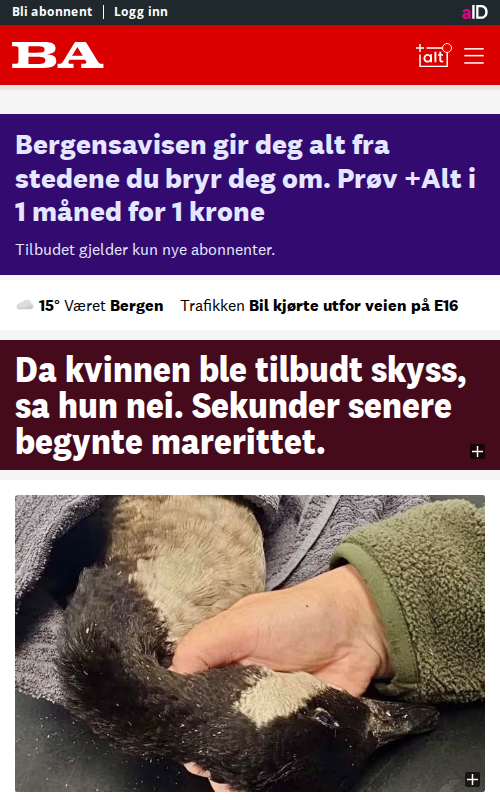 Bli abonnent | Logg inn
aID
BA
+alt
Bergensavisen gir deg alt fra
stedene du bryr deg om. Prøv +Alt i
1 måned for 1 krone
Tilbudet gjelder kun nye abonnenter.
15° Været Bergen Trafikken Bil kjørte utfor veien på E16
Da kvinnen ble tilbudt skyss,
sa hun nei. Sekunder senere
begynte marerittet.